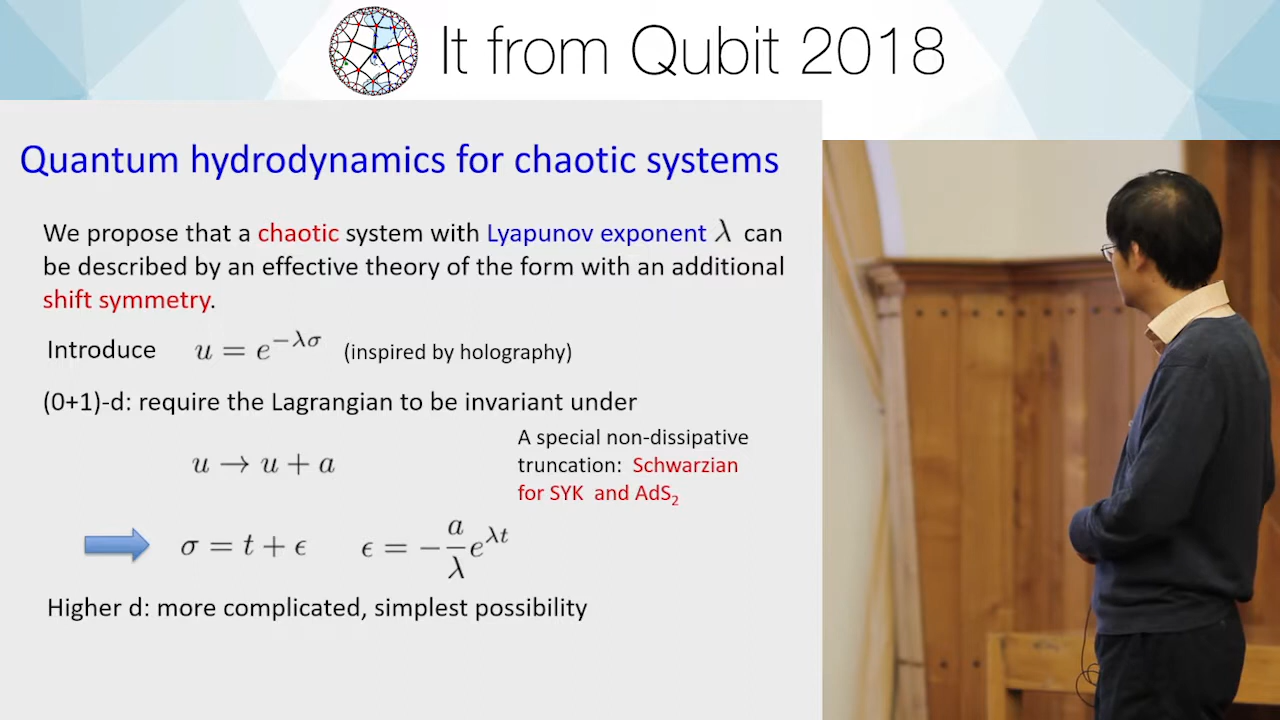 It from Qubit 2018
Quantum hydrodynamics for chaotic systems
We propose that a chaotic system with Lyapunov exponent λ can
be described by an effective theory of the form with an additional
shift symmetry.
Introduce u = e^{-λσ} (inspired by holography)
(0+1)-d: require the Lagrangian to be invariant under
u → u + a
A special non-dissipative
truncation: Schwarzian
for SYK and AdS₂
σ = t + ϵ ϵ = -\frac{a}{λ}e^{λt}
Higher d: more complicated, simplest possibility